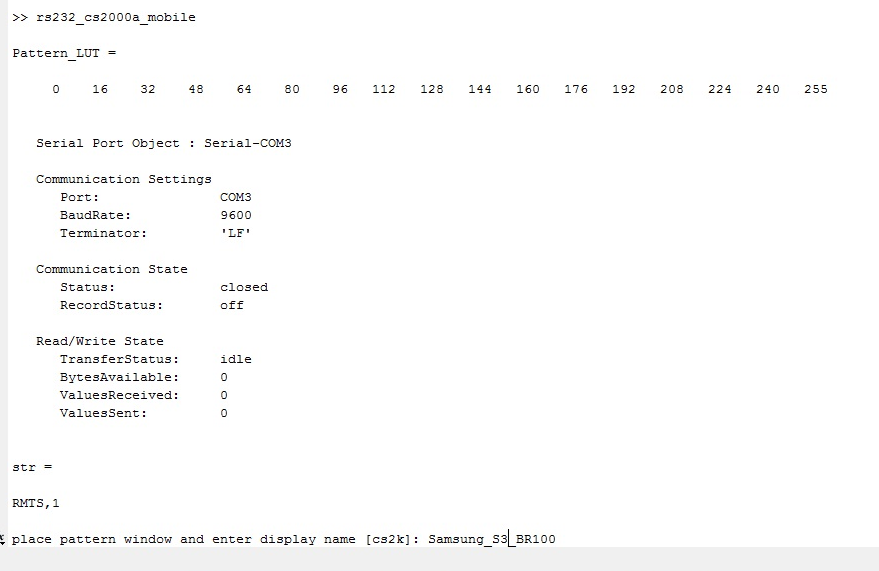 >> rs232_cs2000a_mobile
Pattern_LUT =
0 16 32 48 64 80 96 112 128 144 160 176 192 208 224 240 255
Serial Port Object : Serial-COM3
Communication Settings
Port: COM3
BaudRate: 9600
Terminator: 'LF'
Communication State
Status: closed
RecordStatus: off
Read/Write State
TransferStatus: idle
BytesAvailable: 0
ValuesReceived: 0
ValuesSent: 0
str =
RMTS,1
place pattern window and enter display name [cs2k]: Samsung_S3_BR100